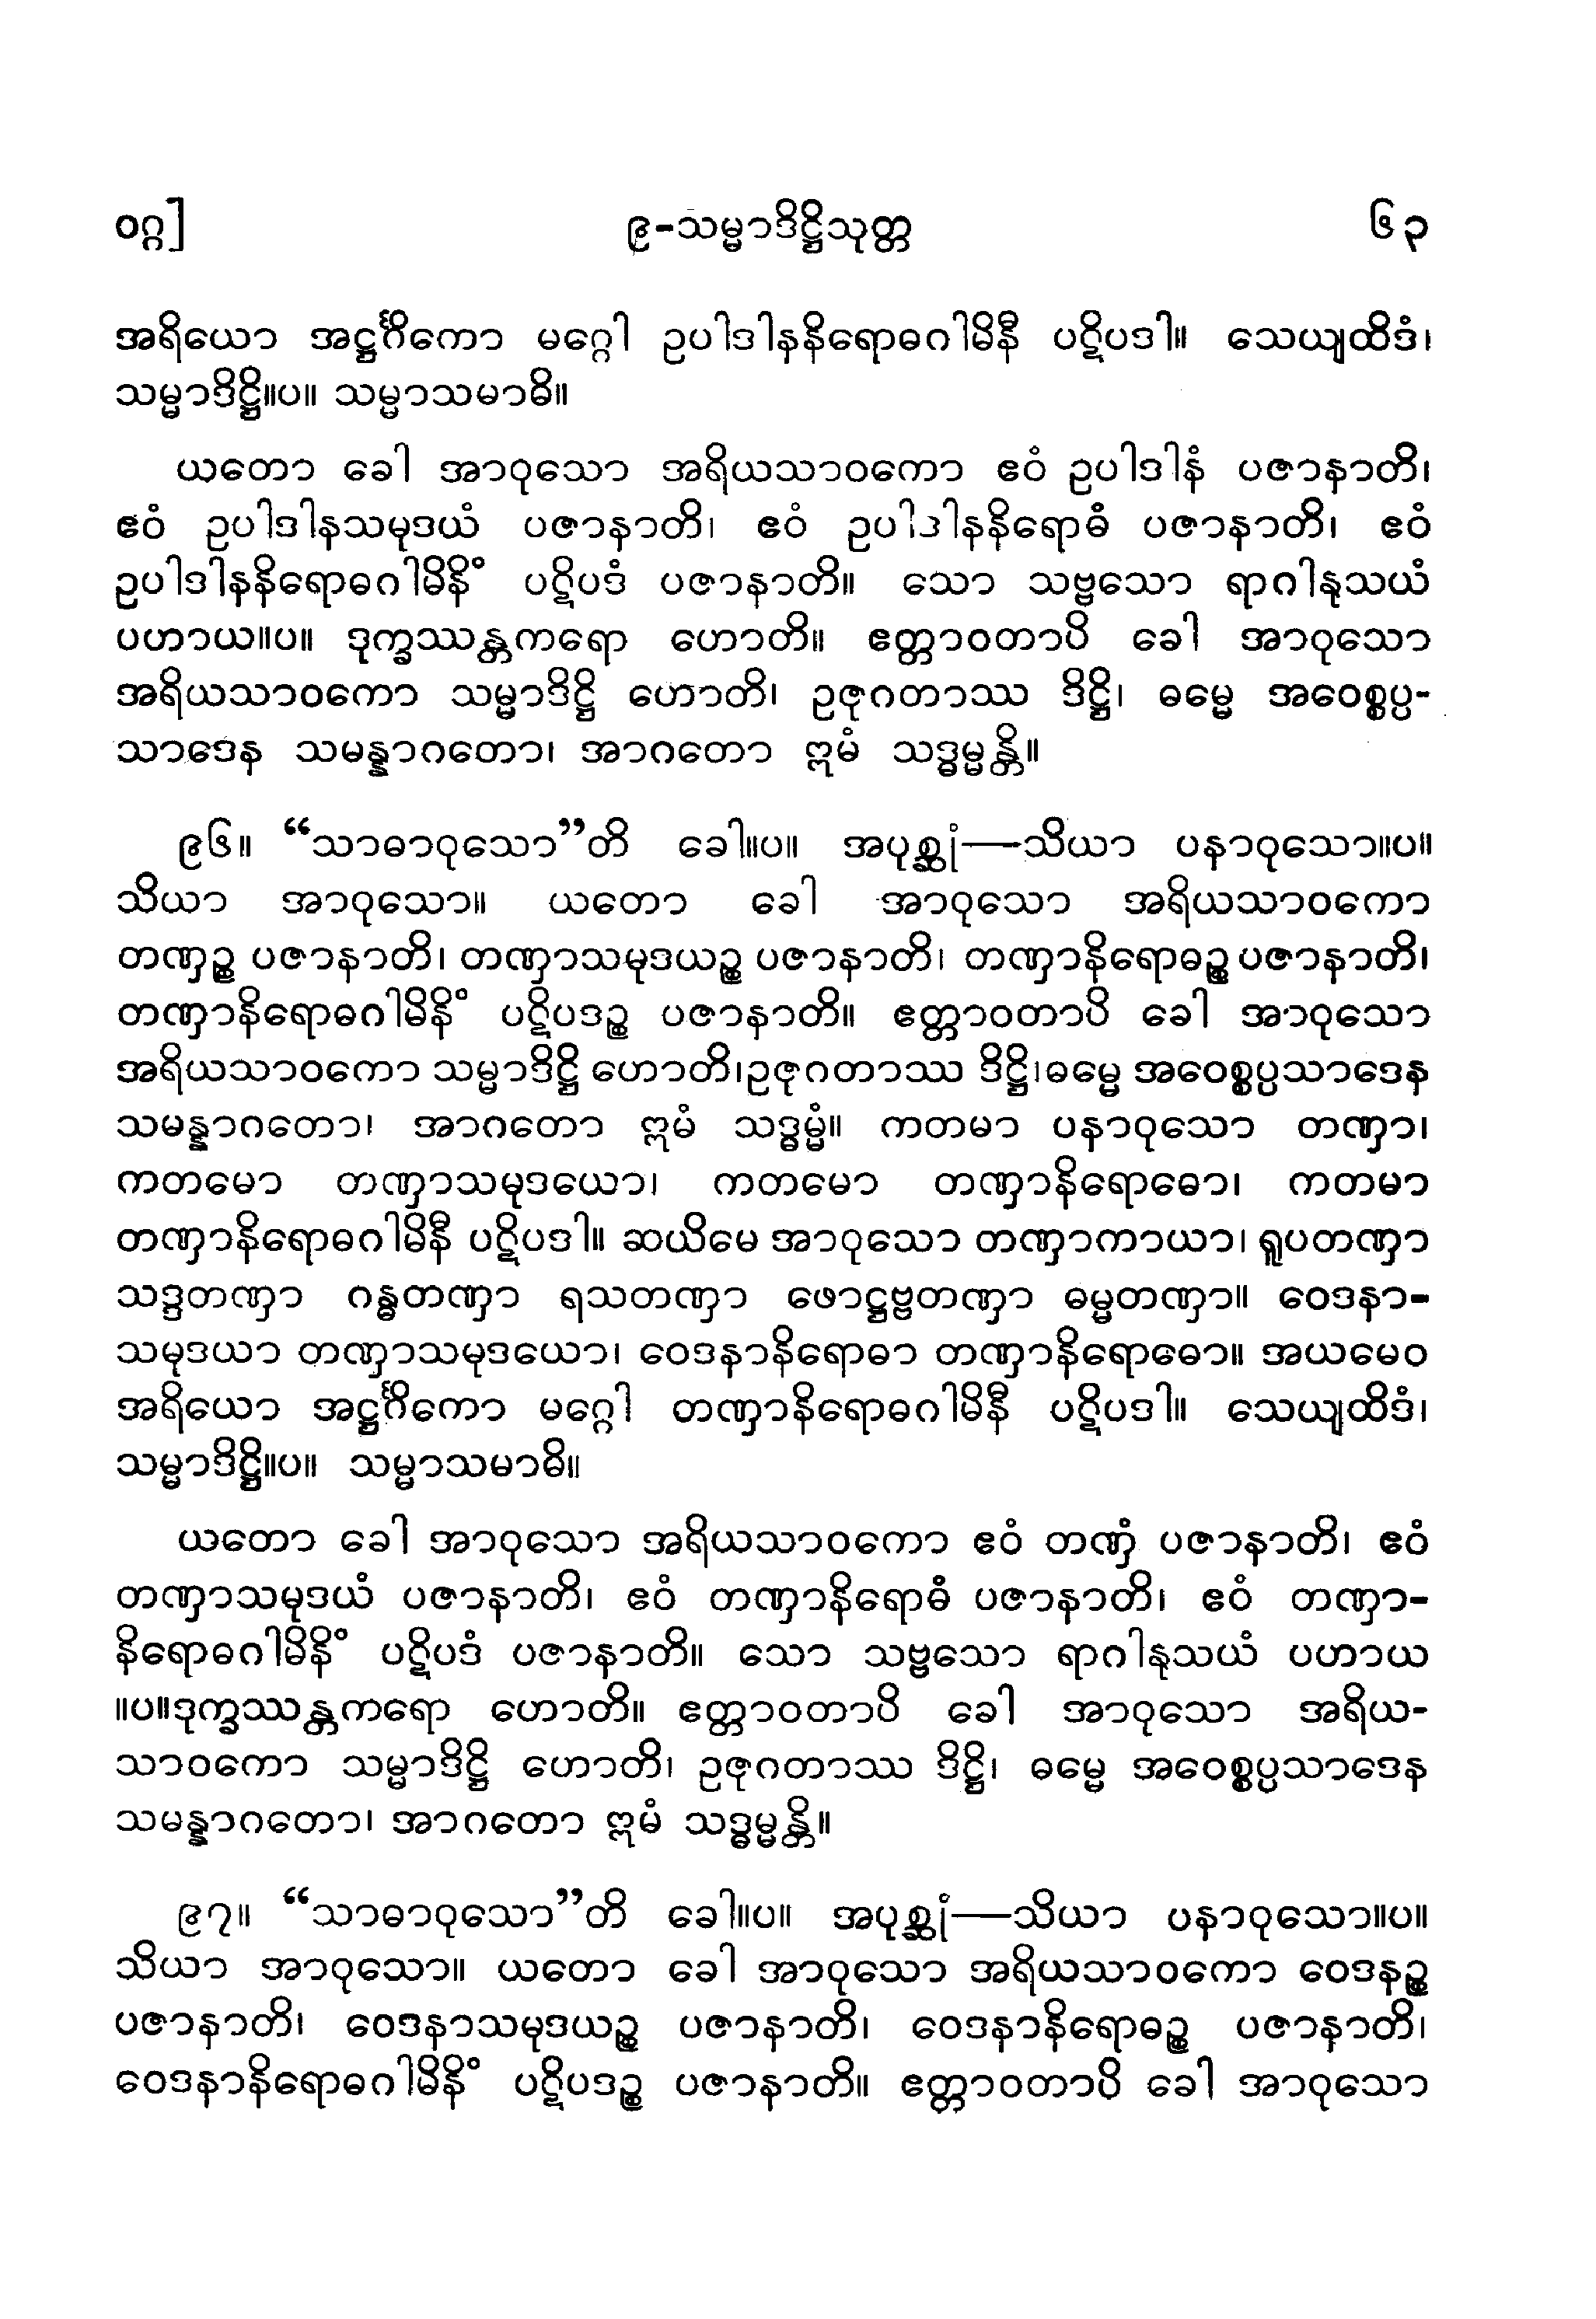 ဝဂ္ဂ]
၉-သမ္မာဒိဋ္ဌိသုတ္တ
၆၃
အရိယော အဋ္ဌင်္ဂိကော မဂ္ဂေါ ဥပါဒါနနိရောဓဂါမိနီ ပဋိပဒါ။ သေယျထိဒံ၊
သမ္မာဒိဋ္ဌိ။ပ။ သမ္မာသမာဓိ။
ယတော ခေါ အာဝုသော အရိယသာဝကော ဧဝံ ဥပါဒါနံ ပဇာနာတိ၊
ဧဝံ ဥပါဒါနသမုဒယံ ပဇာနာတိ၊ ဧဝံ ဥပါဒါနနိရောဓံ ပဇာနာတိ၊ ဧဝံ
ဥပါဒါနနိရောဓဂါမိနိံ ပဋိပဒံ ပဇာနာတိ။ သော သဗ္ဗသော ရာဂါနုသယံ
ပဟာယ။ပ။ ဒုက္ခဿန္တကရော ဟောတိ။ ဧတ္တာဝတာပိ ခေါ အာဝုသော
အရိယသာဝကော သမ္မာဒိဋ္ဌိ ဟောတိ၊ ဥဇုဂတာဿ ဒိဋ္ဌိ၊ ဓမ္မေ အဝေစ္စပ္ပ-
သာဒေန သမန္နာဂတော၊ အာဂတော ဣမံ သဒ္ဓမ္မန္တိ။
၉၆။ “သာဓာဝုသော”တိ ခေါ။ပ။ အပုစ္ဆုံ—သိယာ ပနာဝုသော။ပ။
သိယာ အာဝုသော။ ယတော ခေါ အာဝုသော အရိယသာဝကော
တဏှဉ္စ ပဇာနာတိ၊ တဏှာသမုဒယဉ္စ ပဇာနာတိ၊ တဏှာနိရောဓဉ္စ ပဇာနာတိ၊
တဏှာနိရောဓဂါမိနိံ ပဋိပဒဉ္စ ပဇာနာတိ။ ဧတ္တာဝတာပိ ခေါ အာဝုသော
အရိယသာဝကော သမ္မာဒိဋ္ဌိ ဟောတိ၊ဥဇုဂတာဿ ဒိဋ္ဌိ၊ဓမ္မေ အဝေစ္စပ္ပသာဒေန
သမန္နာဂတော၊ အာဂတော ဣမံ သဒ္ဓမ္မံ။ ကတမာ ပနာဝုသော တဏှာ၊
ကတမော တဏှာသမုဒယော၊ ကတမော တဏှာနိရောဓော၊ ကတမာ
တဏှာနိရောဓဂါမိနီ ပဋိပဒါ။ ဆယိမေ အာဝုသော တဏှာကာယာ၊ ရူပတဏှာ
သဒ္ဒတဏှာ ဂန္ဓတဏှာ ရသတဏှာ ဖောဋ္ဌဗ္ဗတဏှာ ဓမ္မတဏှာ။ ဝေဒနာ-
သမုဒယာ တဏှာသမုဒယော၊ ဝေဒနာနိရောဓာ တဏှာနိရောဓော။ အယမေဝ
အရိယော အဋ္ဌင်္ဂိကော မဂ္ဂေါ တဏှာနိရောဓဂါမိနီ ပဋိပဒါ။ သေယျထိဒံ၊
သမ္မာဒိဋ္ဌိ။ပ။ သမ္မာသမာဓိ။
ယတော ခေါ အာဝုသော အရိယသာဝကော ဧဝံ တဏှံ ပဇာနာတိ၊ ဧဝံ
တဏှာသမုဒယံ ပဇာနာတိ၊ ဧဝံ တဏှာနိရောဓံ ပဇာနာတိ၊ ဧဝံ တဏှာ-
နိရောဓဂါမိနိံ ပဋိပဒံ ပဇာနာတိ။ သော သဗ္ဗသော ရာဂါနုသယံ ပဟာယ
။ပ။ဒုက္ခဿန္တကရော ဟောတိ။ ဧတ္တာဝတာပိ ခေါ အာဝုသော အရိယ-
သာဝကော သမ္မာဒိဋ္ဌိ ဟောတိ၊ ဥဇုဂတာဿ ဒိဋ္ဌိ၊ ဓမ္မေ အဝေစ္စပ္ပသာဒေန
သမန္နာဂတော၊ အာဂတော ဣမံ သဒ္ဓမ္မန္တိ။
၉၇။ “သာဓာဝုသော”တိ ခေါ။ပ။ အပုစ္ဆုံ—သိယာ ပနာဝုသော။ပ။
သိယာ အာဝုသော။ ယတော ခေါ အာဝုသော အရိယသာဝကော ဝေဒနဉ္စ
ပဇာနာတိ၊ ဝေဒနာသမုဒယဉ္စ ပဇာနာတိ၊ ဝေဒနာနိရောဓဉ္စ ပဇာနာတိ၊
ဝေဒနာနိရောဓဂါမိနိံ ပဋိပဒဉ္စ ပဇာနာတိ။ ဧတ္တာဝတာပိ ခေါ အာဝုသော